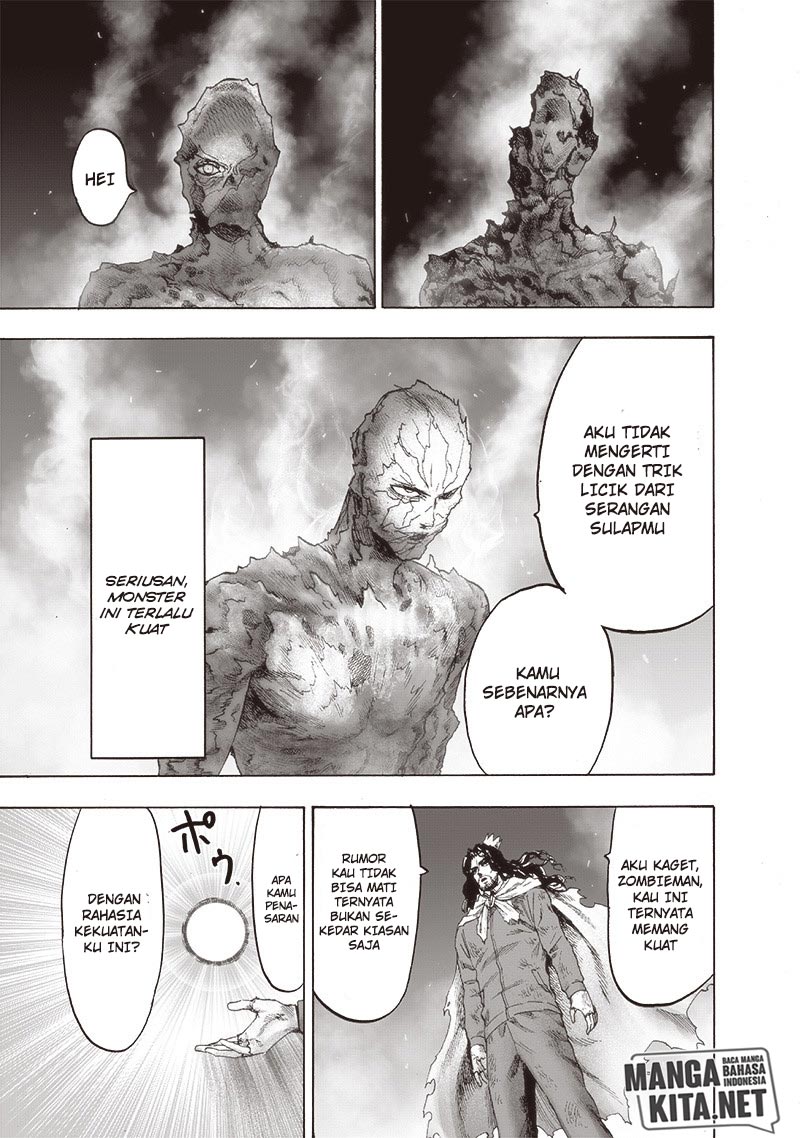 HEI
AKU TIDAK
MENGERTI
DENGAN TRIK
LICIK DARI
SERANGAN
SULAPMU
KAMU
SEBENARNYA
APA?
SERIUSAN,
MONSTER
INI TERLALU
KUAT
AKU KAGET,
ZOMBIEMAN,
KAU INI
TERNYATA
MEMANG
KUAT
RUMOR
KAU TIDAK
BISA MATI
TERNYATA
BUKAN SE-
KEDAR KIASAN
SAJA
APA
KAMU
PENA-
SARAN
ポウ
DENGAN
RAHASIA
KEKUATAN-
KU INI?
MANGA
KITA.NET
BACA MANGA
BAHASA
INDONESIA